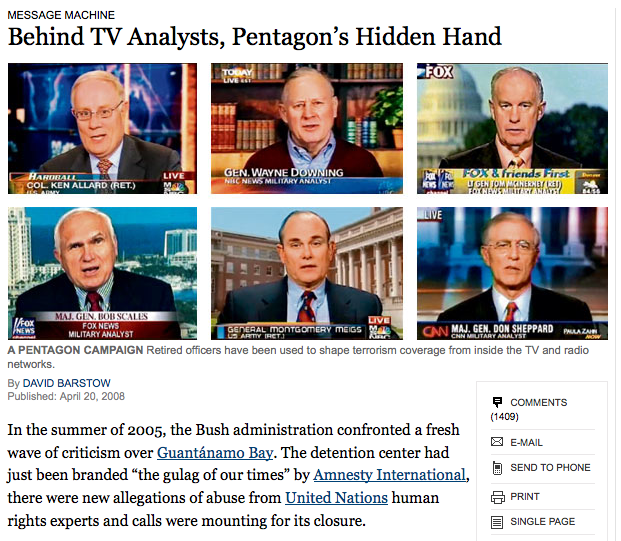 MESSAGE MACHINE
Behind TV Analysts, Pentagon's Hidden Hand
HARDBALL
LIVE
COL. KEN ALLARD (RET.)
U.S. ARMY
TODAY
LIVE
GEN. WAYNE DOWNING
NBC NEWS MILITARY ANALYST
FOX
FOX & friends First
LT GEN TOM MCINERNEY (RET)
FOX NEWS MILITARY ANALYST
MAJ. GEN. BOB SCALES
FOX NEWS
MILITARY ANALYST
FOX
NEWS
channel
LIVE
GENERAL MONTGOMERY MEIGS
US ARMY (RET.)
LIVE
CNN
MAJ. GEN. DON SHEPPARD
CNN MILITARY ANALYST
PAULA ZAHN
NOW
A PENTAGON CAMPAIGN Retired officers have been used to shape terrorism coverage from inside the TV and radio
networks.
By DAVID BARSTOW
Published: April 20, 2008
In the summer of 2005, the Bush administration confronted a fresh
wave of criticism over Guantánamo Bay. The detention center had
just been branded “the gulag of our times” by Amnesty International,
there were new allegations of abuse from United Nations human
rights experts and calls were mounting for its closure.
COMMENTS
(1409)
E-MAIL
SEND TO PHONE
PRINT
SINGLE PAGE